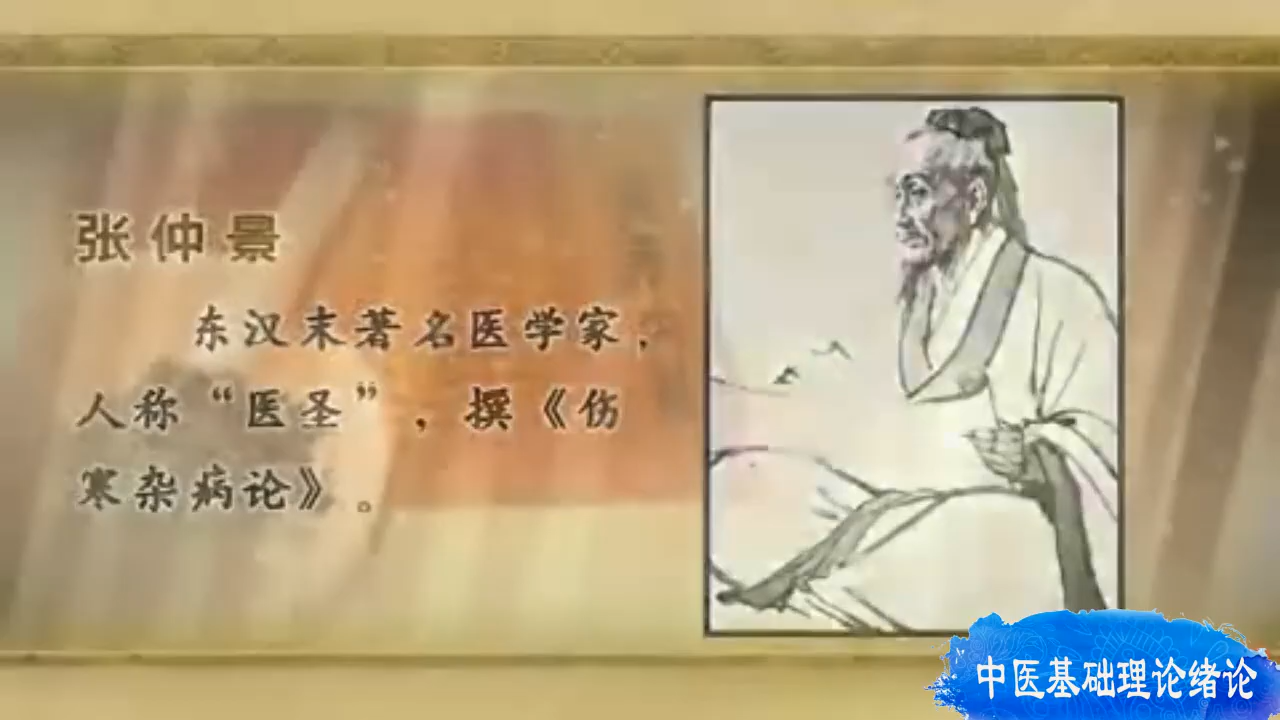 张仲景
东汉末著名医学家，
人称“医圣”，撰《伤
寒杂病论》。
中医基础理论绪论